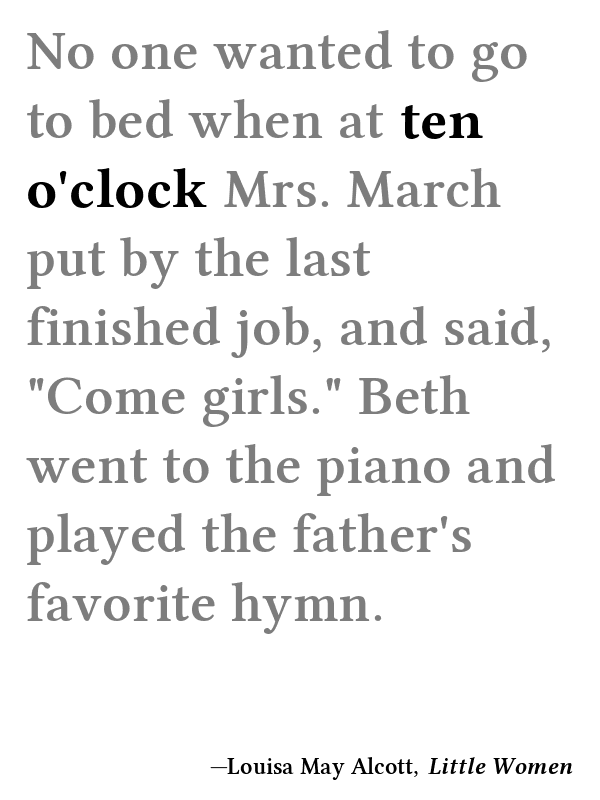 No one wanted to go
to bed when at ten
o'clock Mrs. March
put by the last
finished job, and said,
"Come girls." Beth
went to the piano and
played the father's
favorite hymn.
—Louisa May Alcott, Little Women